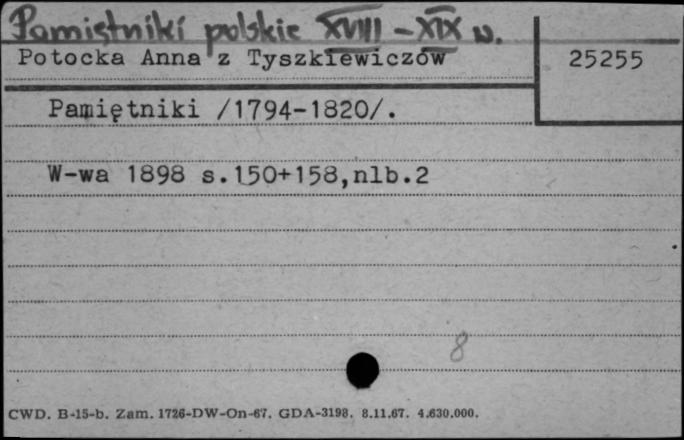 Pamiętniki polskie XVIII-XIX w.
Potocka Anna z Tyszkiewiczów
25255
Pamiętniki /1794-1820/.
W-wa 1898 s.150+158,nlb.2
8
CWD. B-15-b. Zam. 1726-DW-On-67. GDA-3198. 8.11.67. 4.630.000.